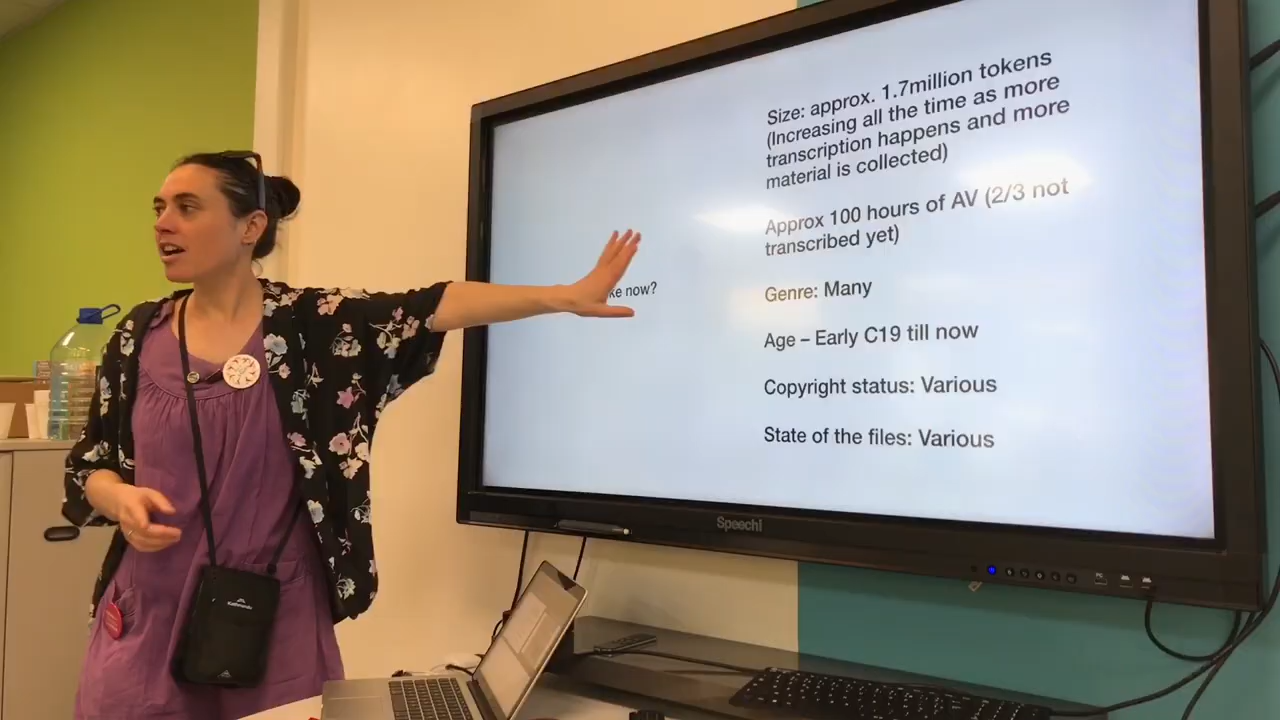 Size: approx. 1.7million tokens
(Increasing all the time as more
transcription happens and more
material is collected)
Approx 100 hours of AV (2/3 not
transcribed yet)
ke now?
Genre: Many
Age – Early C19 till now
Copyright status: Various
State of the files: Various
Speechi
Kathmandu